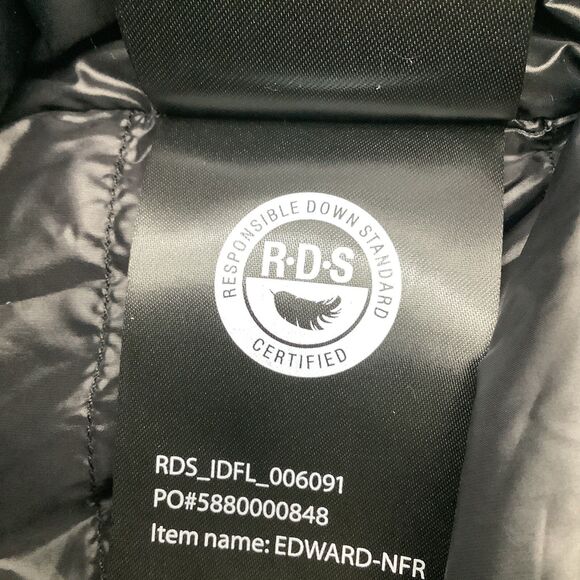 RESPONSIBLE DOWN STANDARD
R·D·S
CERTIFIED
RDS_IDFL_006091
PO#5880000848
Item name: EDWARD-NFR